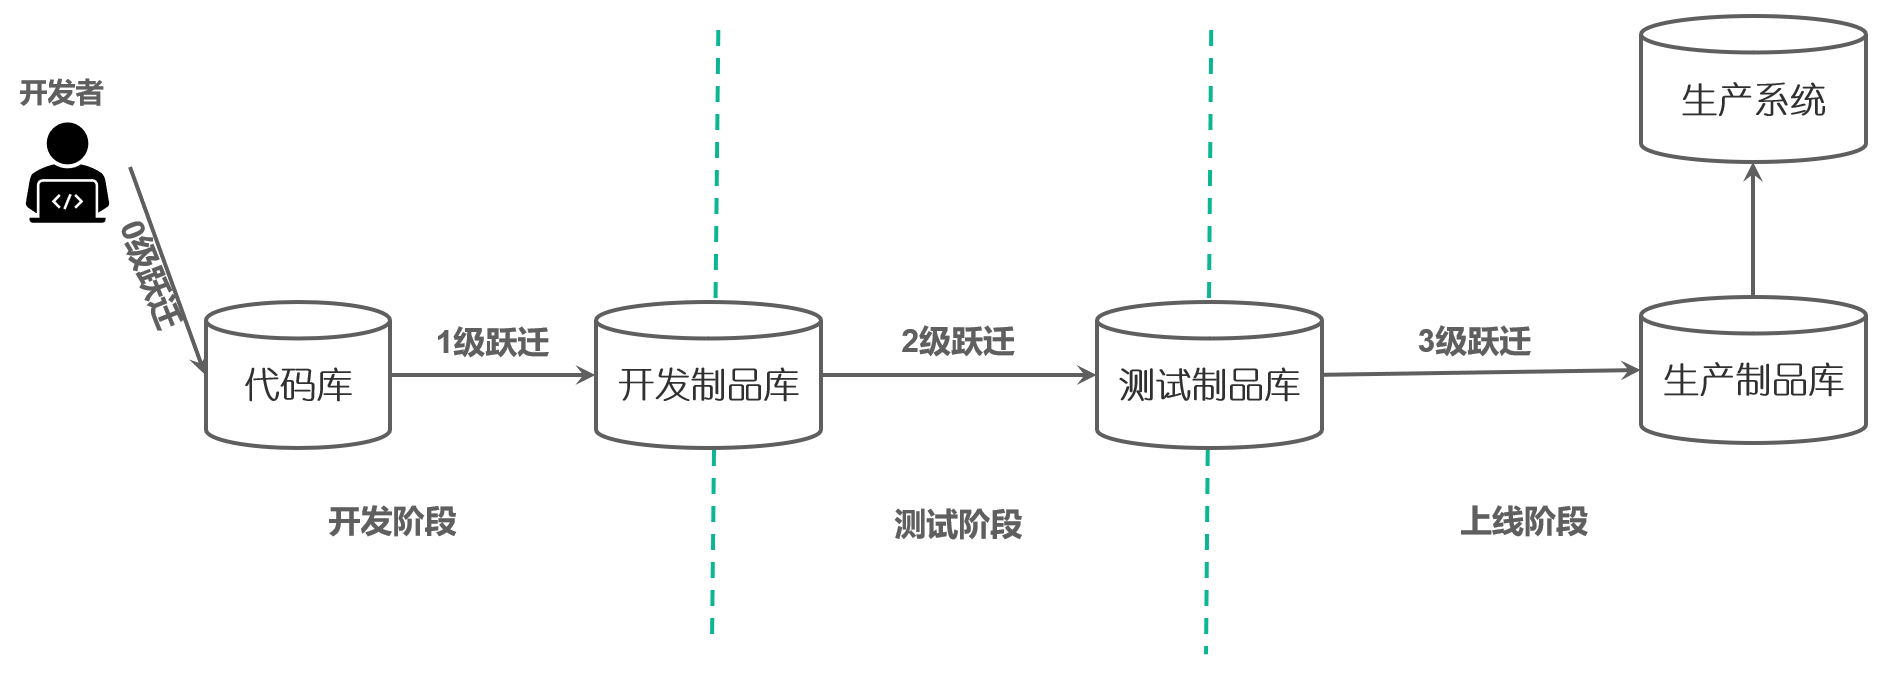 开发者
生产系统
0级跃迁
1级跃迁
2级跃迁
3级跃迁
代码库
开发制品库
测试制品库
生产制品库
开发阶段
测试阶段
上线阶段